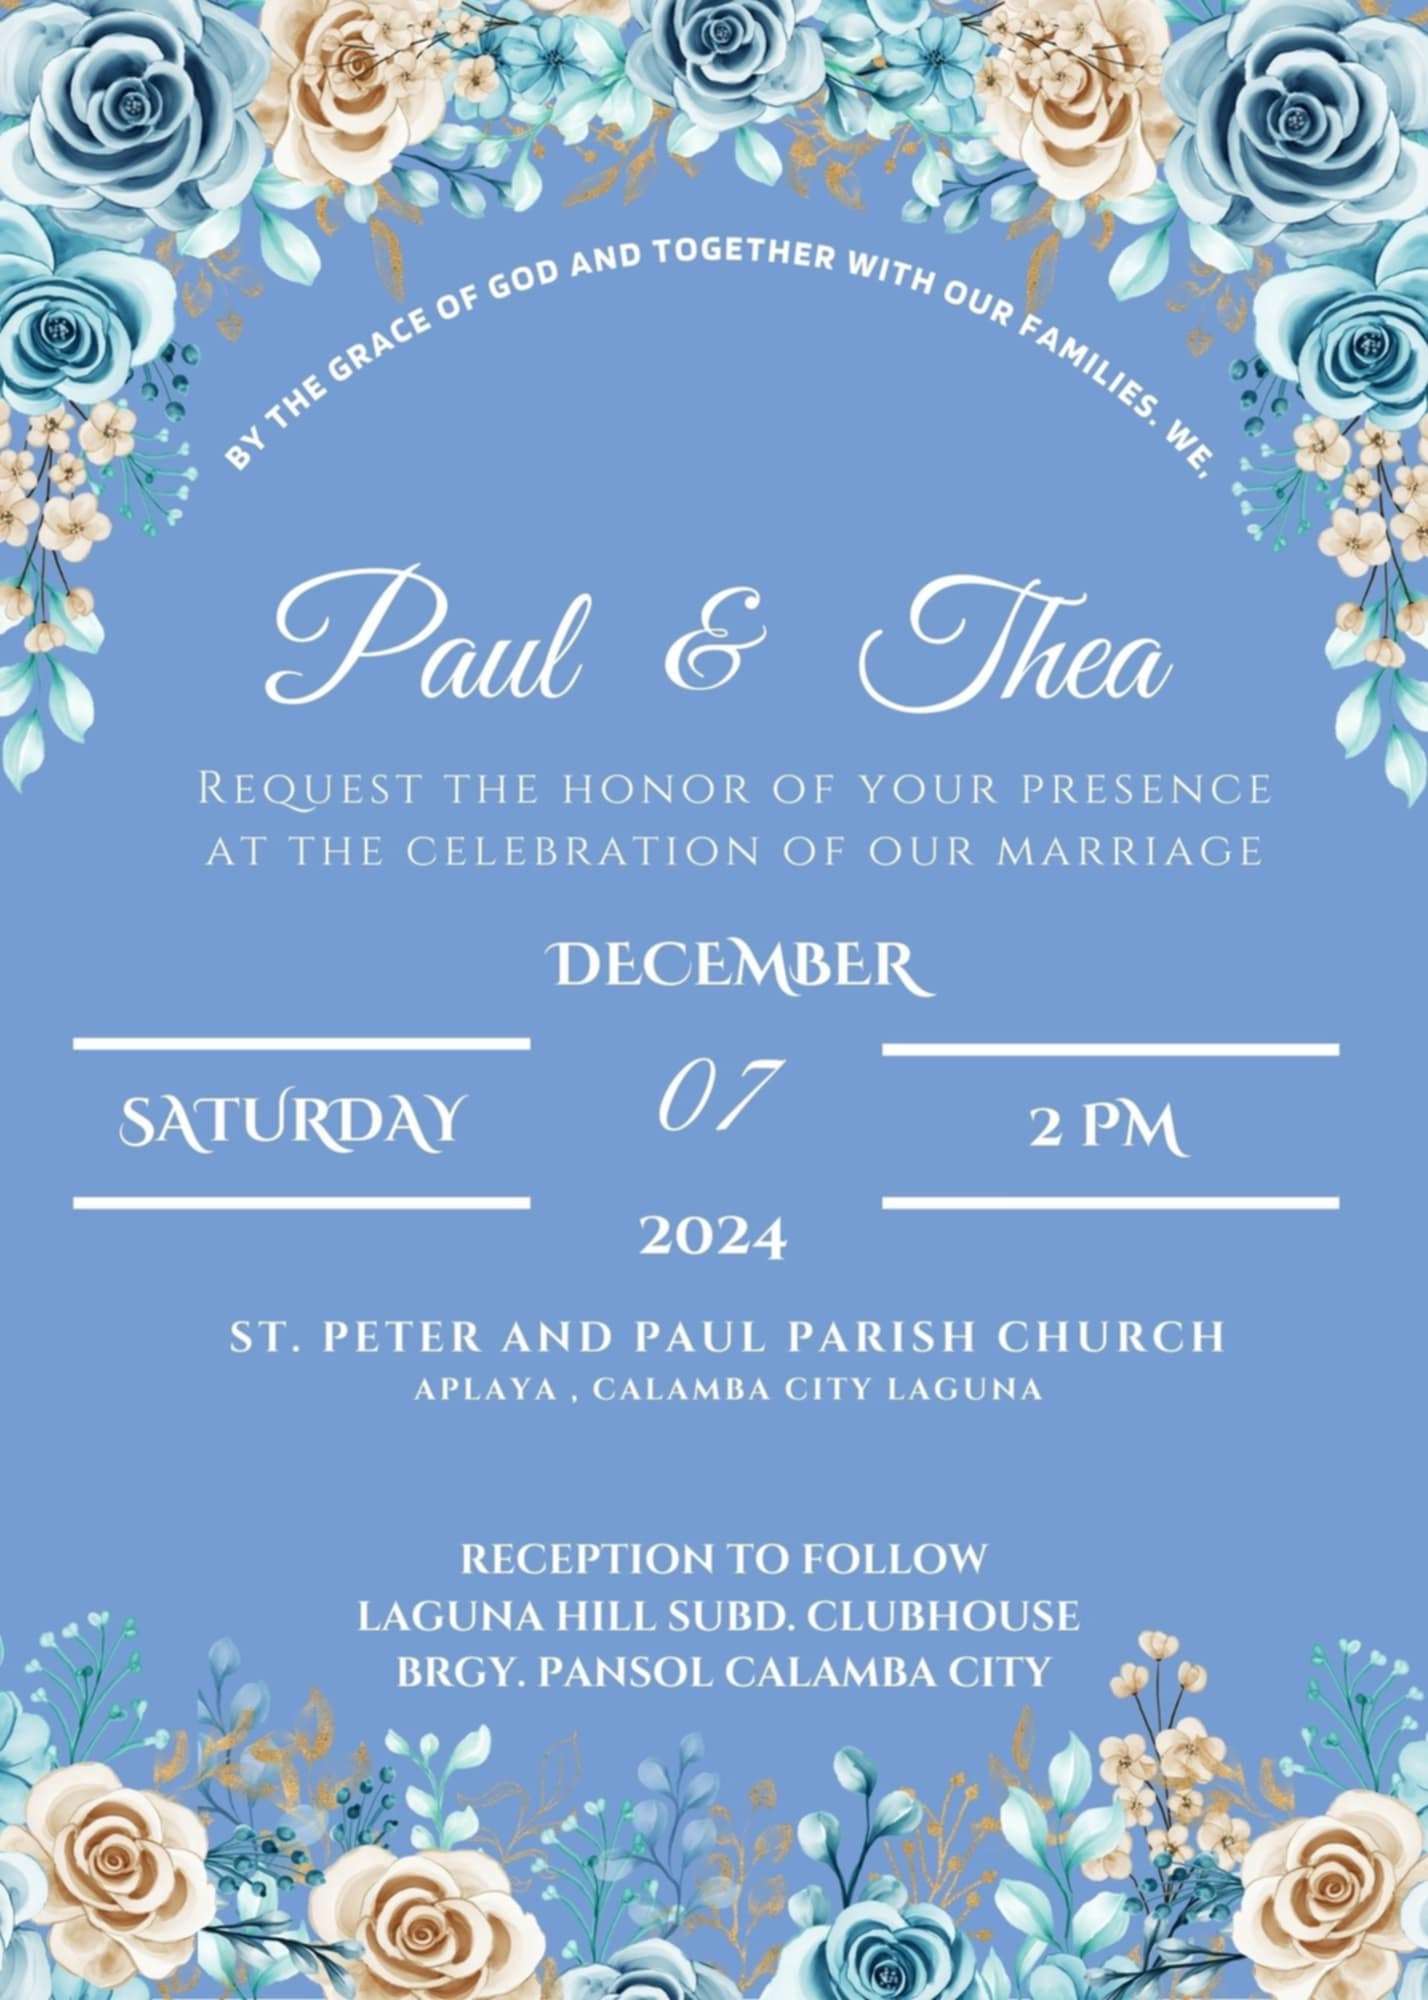 BY THE GRACE OF GOD AND TOGETHER WITH OUR FAMILIES. WE,
Paul & Thea
REQUEST THE HONOR OF YOUR PRESENCE
AT THE CELEBRATION OF OUR MARRIAGE
DECEMBER
SATURDAY 07 2 PM
2024
ST. PETER AND PAUL PARISH CHURCH
APLAYA , CALAMBA CITY LAGUNA
RECEPTION TO FOLLOW
LAGUNA HILL SUBD. CLUBHOUSE
BRGY. PANSOL CALAMBA CITY